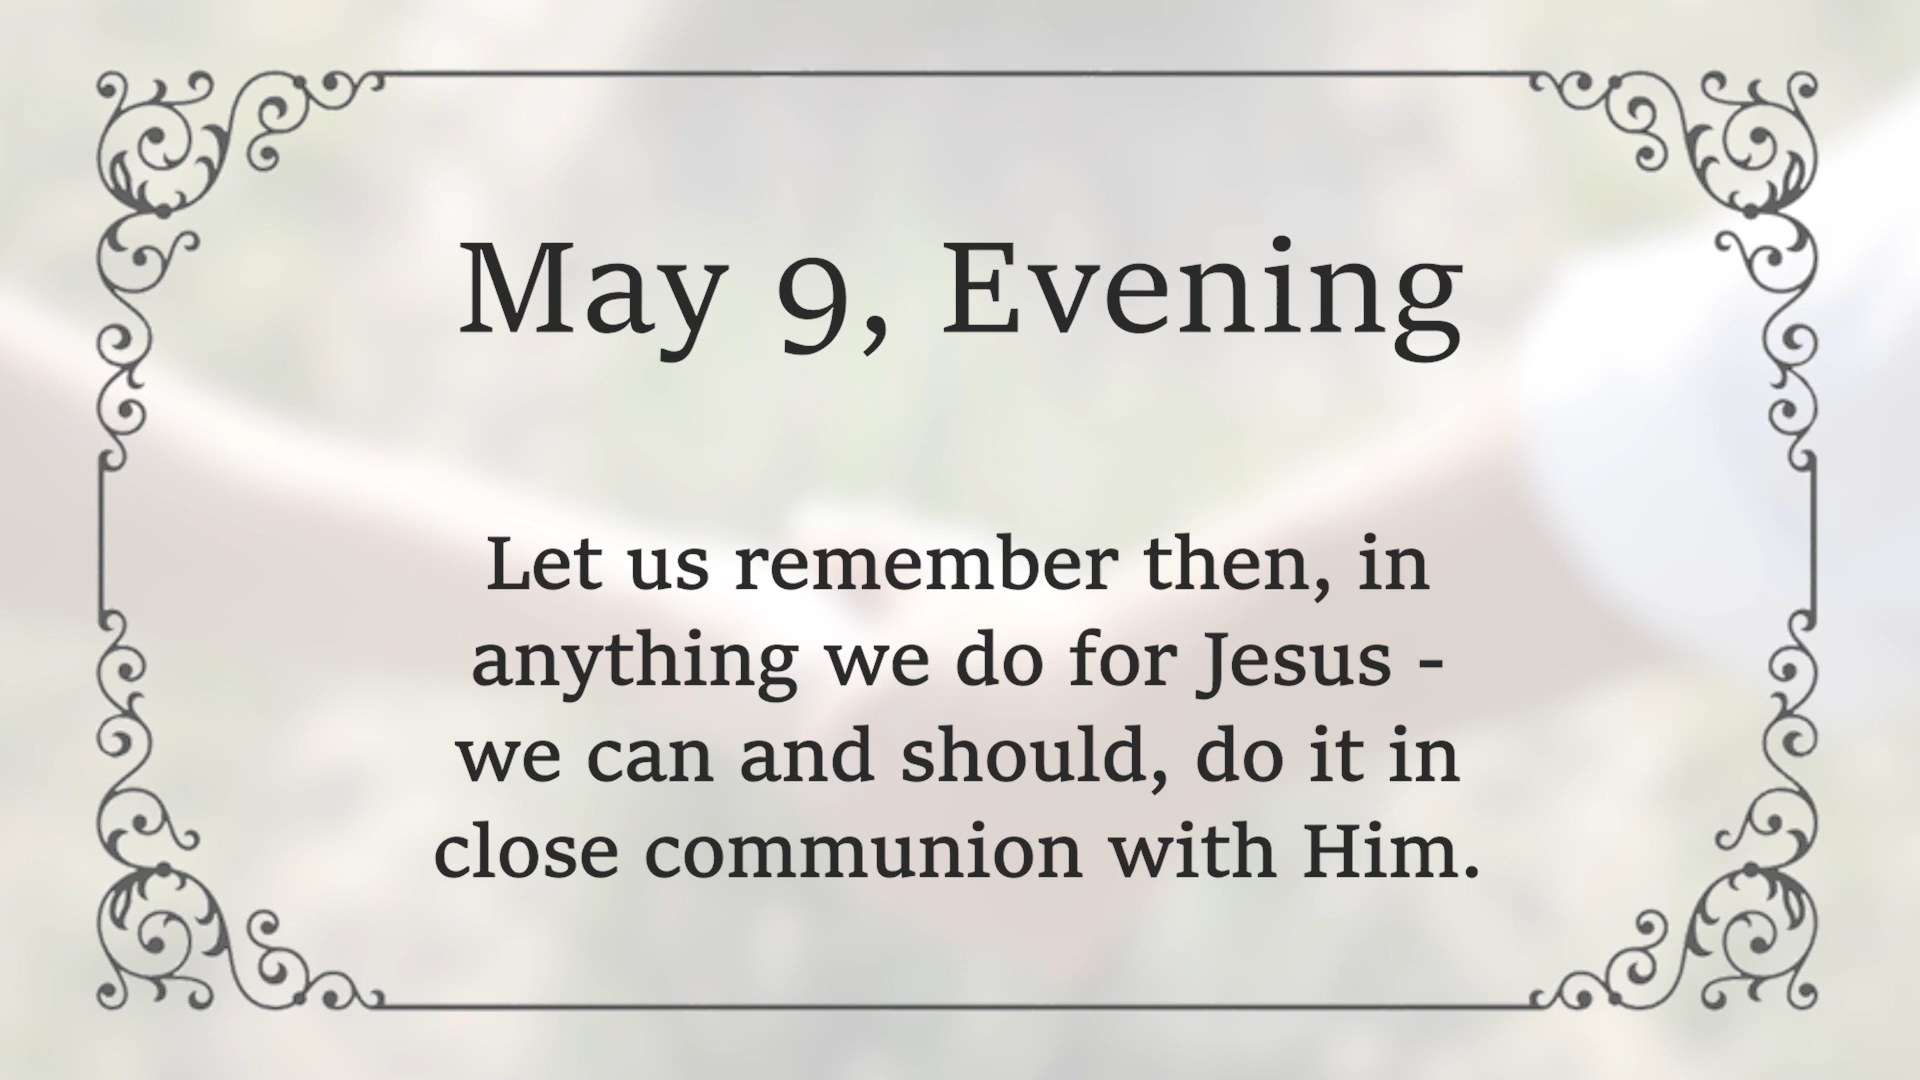 May 9, Evening
Let us remember then, in
anything we do for Jesus -
we can and should, do it in
close communion with Him.